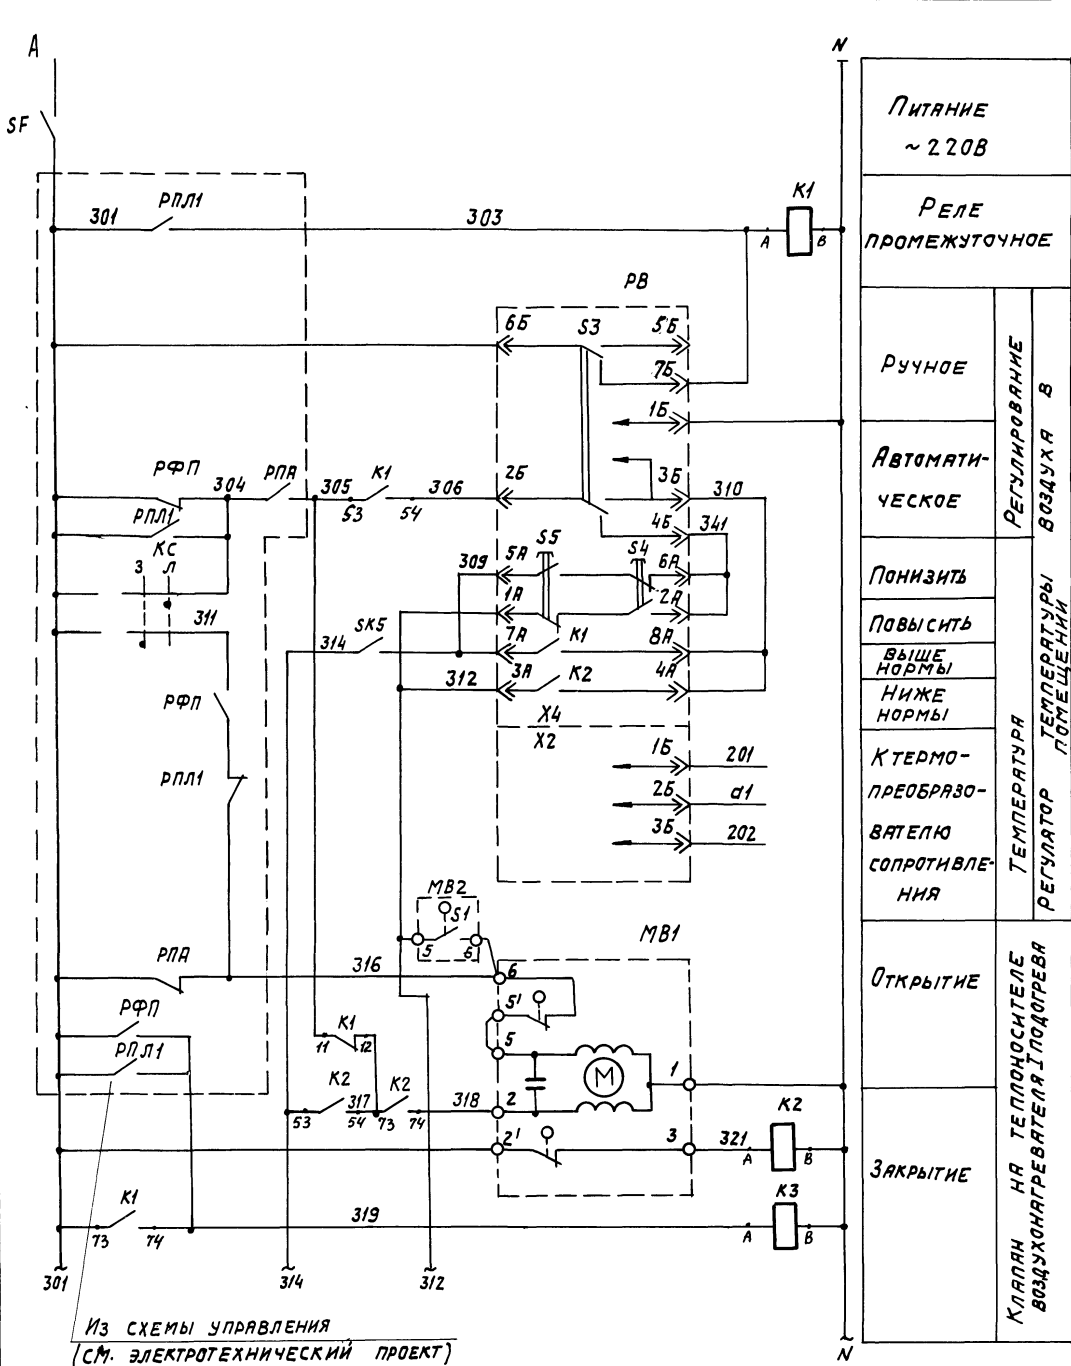 A
N
SF
Питание
~220В
РПЛ1
301
303
К1
А
В
Реле
промежуточное
РВ
6Б
S3
5Б
7Б
1Б
Ручное
РФП
304
РПА
305
К1
306
53
54
2Б
3Б
310
4Б
341
Автомати-
ческое
РПЛ1
КС
З
Л
311
309
5А
S5
S4
6А
1А
2А
Понизить
Повысить
314
SK5
7А
К1
8А
выше
нормы
312
3А
К2
4А
Ниже
нормы
РФП
Х4
Х2
РПЛ1
1Б
201
2Б
d1
3Б
202
К термо-
преобразо-
вателю
сопротивле-
ния
Регулирование
Температура
Регулятор температуры воздуха в
помещении
МВ2
S1
5
6
МВ1
РПА
316
6
Открытие
РФП
5'
РПЛ1
К1
11
12
5
М
1
К2
317
К2
318
53
54
73
74
2
2'
3
321
К2
А
В
Закрытие
К1
73
74
319
К3
А
В
Клапан на теплоносителе
воздухонагревателя I подогрева
301
314
312
N
Из схемы управления
(см. электротехнический проект)